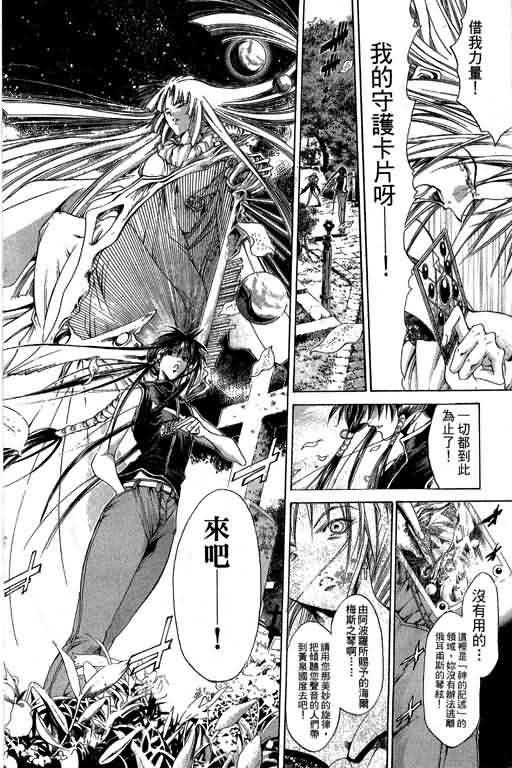 借我力量！
我的守護卡片呀——！
一切都到此
為止了！
沒有用的…
這裡是「神的記述」的
領域，妳沒有辦法逃離
俄耳甫斯的琴絃！
由阿波羅所賜予的海爾
梅斯之琴啊……
請用您那美妙的旋律
把傾聽您聲音的人們帶
到黃泉國度去吧！
來吧——！